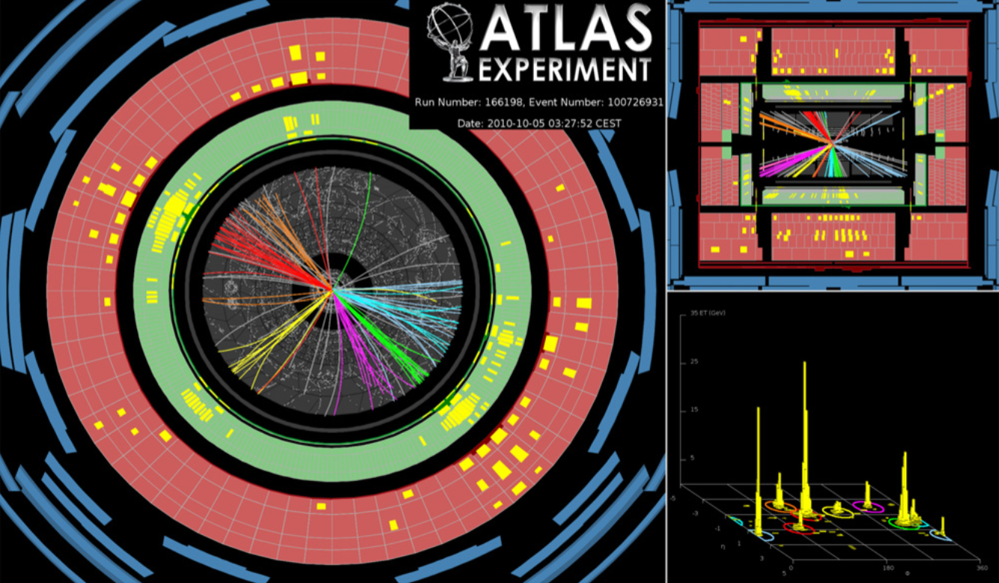 ATLAS
EXPERIMENT
Run Number: 166198, Event Number: 100726931
Date: 2010-10-05 03:27:52 CEST
35 ET (GeV)
25
15
5
-5
-3
-1
η
1
3
5
0
180
Φ
360